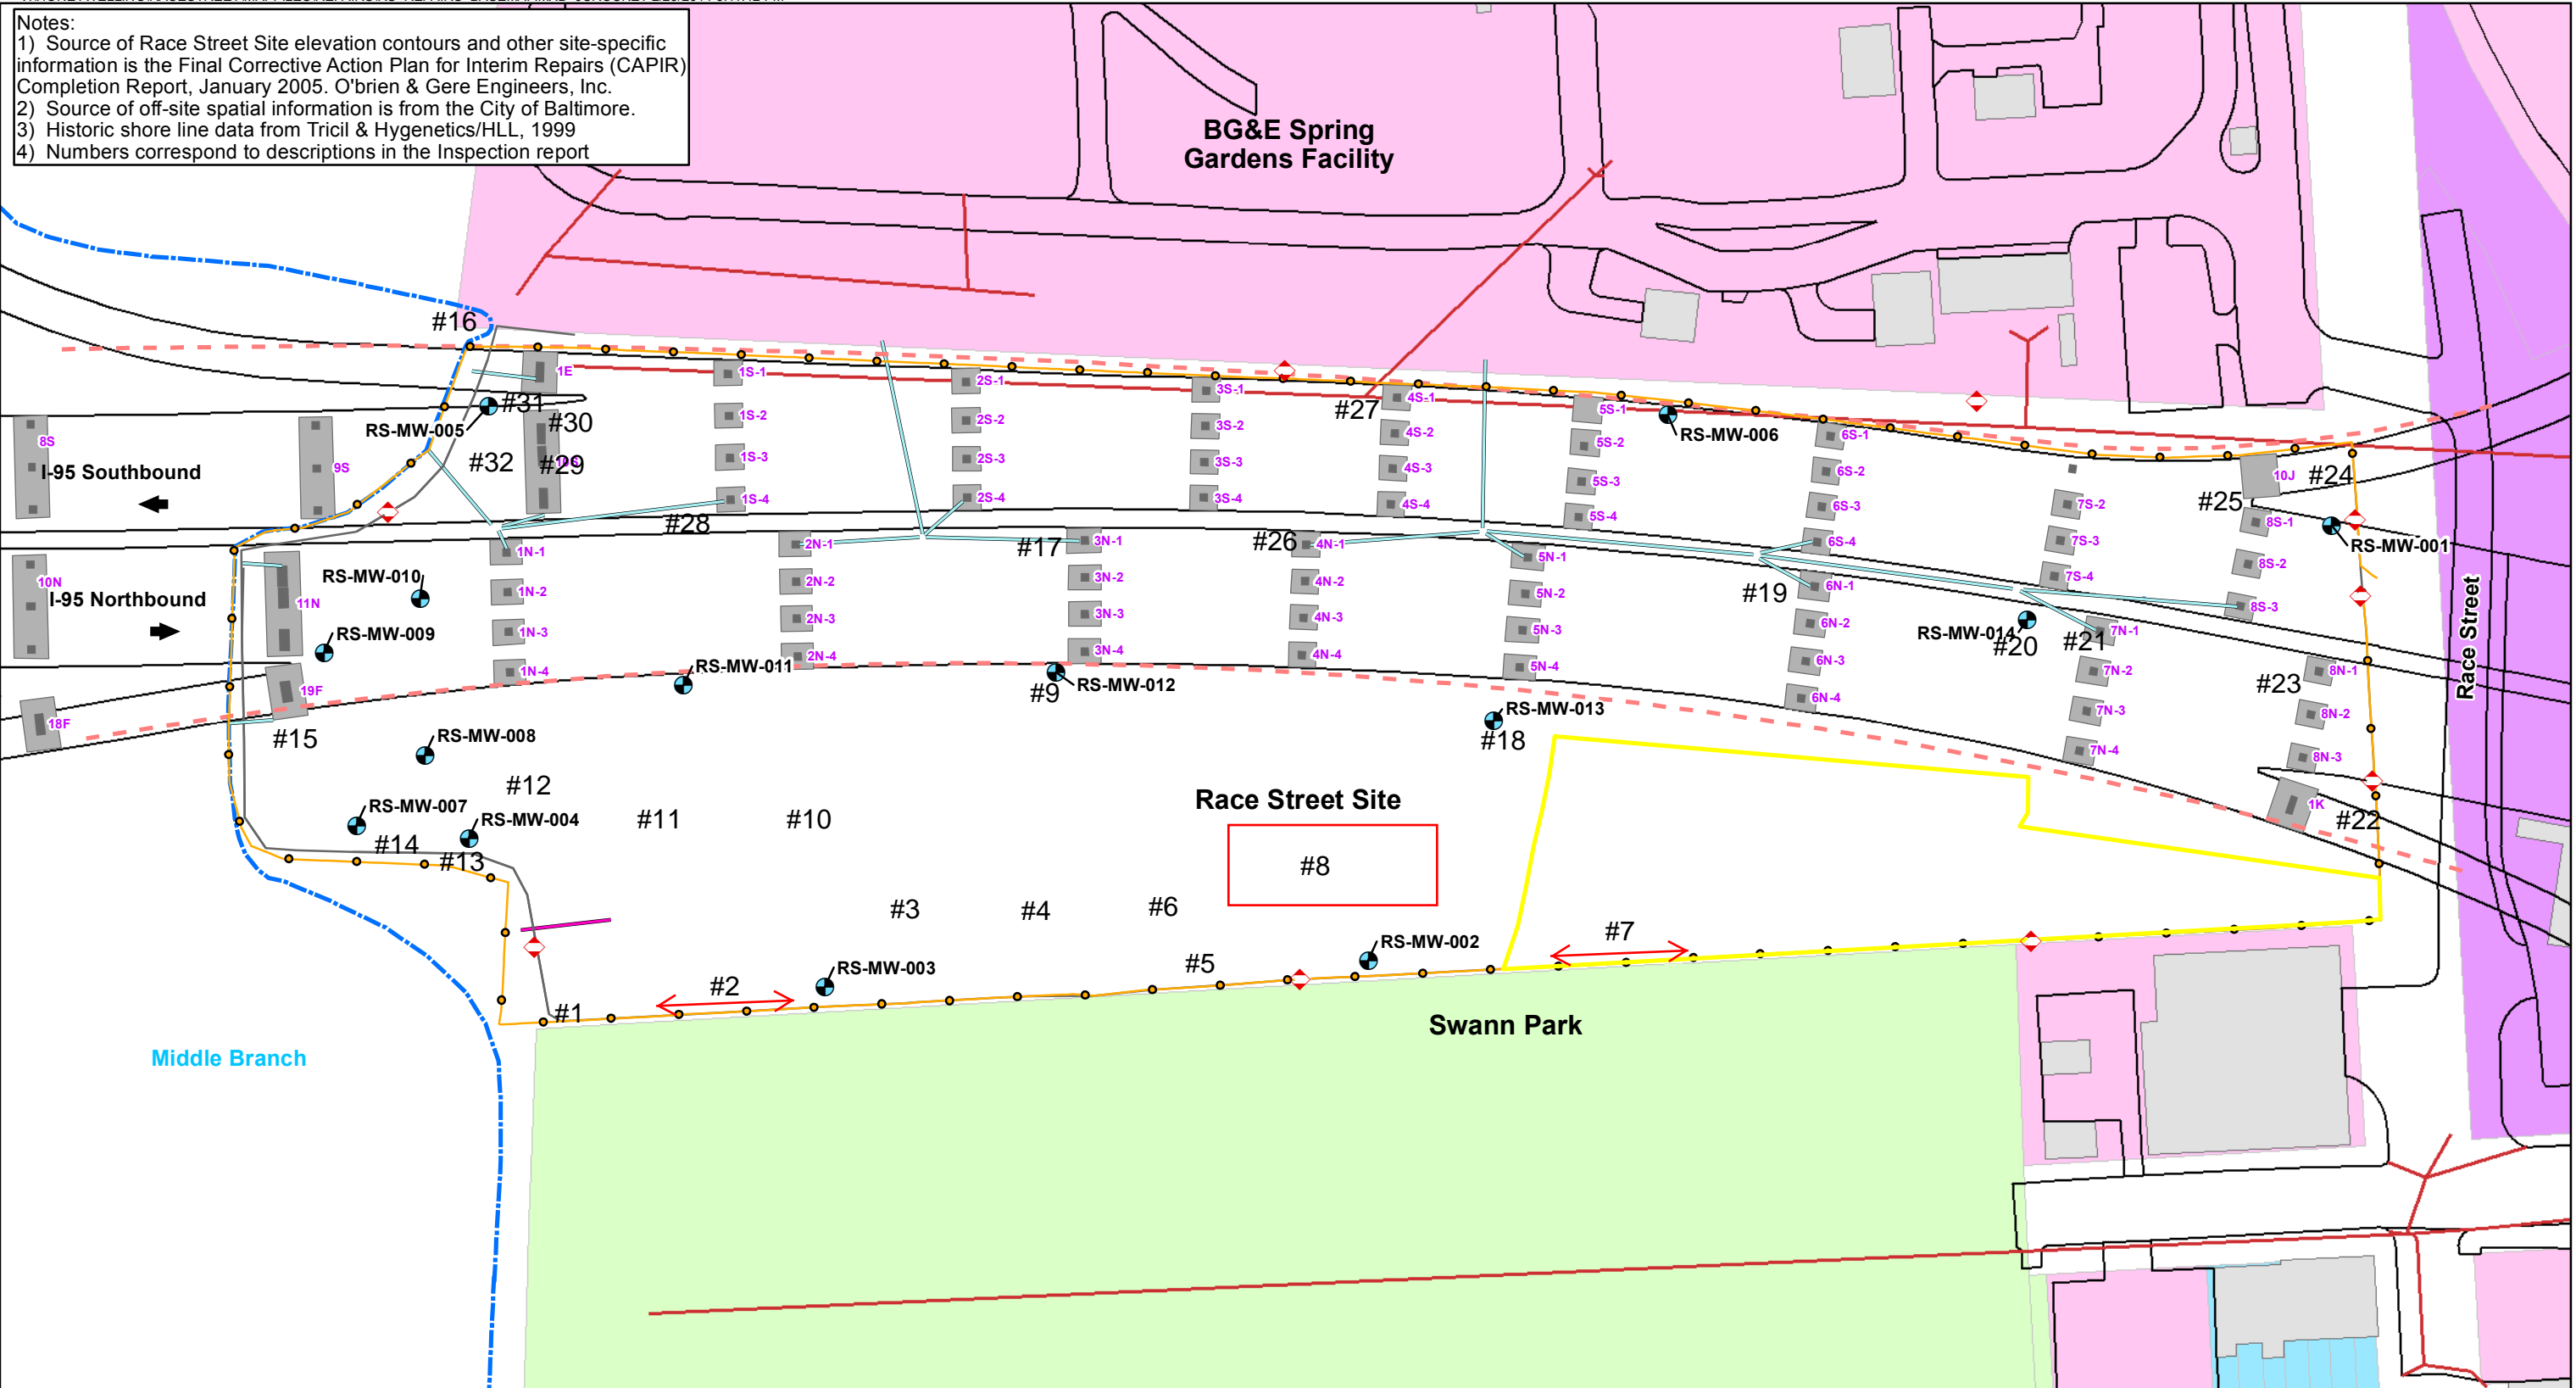 Notes:
1) Source of Race Street Site elevation contours and other site-specific
information is the Final Corrective Action Plan for Interim Repairs (CAPIR)
Completion Report, January 2005. O'brien & Gere Engineers, Inc.
2) Source of off-site spatial information is from the City of Baltimore.
3) Historic shore line data from Tricil & Hygenetics/HLL, 1999
4) Numbers correspond to descriptions in the Inspection report
BG&E Spring
Gardens Facility
#16
1E
1S-1
2S-1
3S-1
4S-1
5S-1
6S-1
#31
#30
#27
RS-MW-005
RS-MW-006
1S-2
2S-2
3S-2
4S-2
5S-2
6S-2
8S
9S
#32
#29
1S-3
2S-3
3S-3
4S-3
5S-3
6S-3
10J
#24
I-95 Southbound
1S-4
2S-4
3S-4
4S-4
5S-4
6S-4
7S-2
7S-3
7S-4
#25
8S-1
8S-2
8S-3
RS-MW-001
#28
#17
#26
#19
1N-1
2N-1
3N-1
4N-1
5N-1
6N-1
10N
11N
RS-MW-010
1N-2
2N-2
3N-2
4N-2
5N-2
6N-2
I-95 Northbound
RS-MW-009
1N-3
2N-3
3N-3
4N-3
5N-3
6N-3
RS-MW-014
#20
#21
7N-1
Race Street
1N-4
2N-4
3N-4
4N-4
5N-4
6N-4
7N-2
7N-3
7N-4
#23
8N-1
8N-2
8N-3
19F
18F
RS-MW-011
RS-MW-012
#9
RS-MW-013
#18
#15
RS-MW-008
#12
1K
#22
RS-MW-007
RS-MW-004
#14
#13
#11
#10
Race Street Site
#8
#3
#4
#6
#7
#5
RS-MW-002
RS-MW-003
#2
#1
Swann Park
Middle Branch